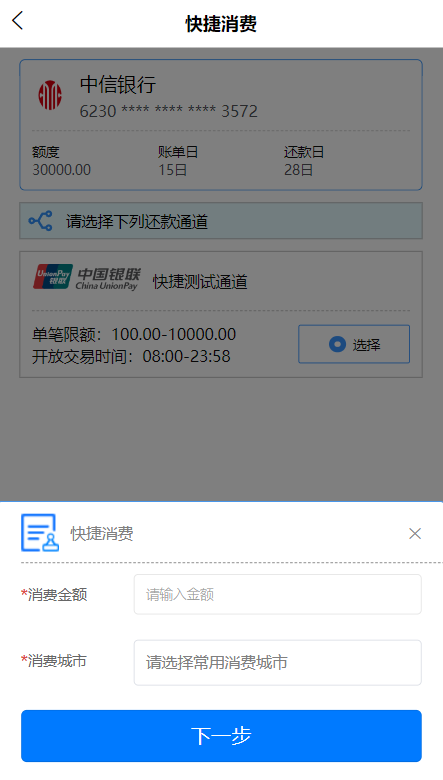 快捷消费
中信银行
6230 **** **** **** 3572
额度 账单日 还款日
30000.00 15日 28日
请选择下列还款通道
UnionPay 银联 中国银联 China UnionPay 快捷测试通道
单笔限额：100.00-10000.00
开放交易时间：08:00-23:58
选择
快捷消费
*消费金额 请输入金额
*消费城市 请选择常用消费城市
下一步